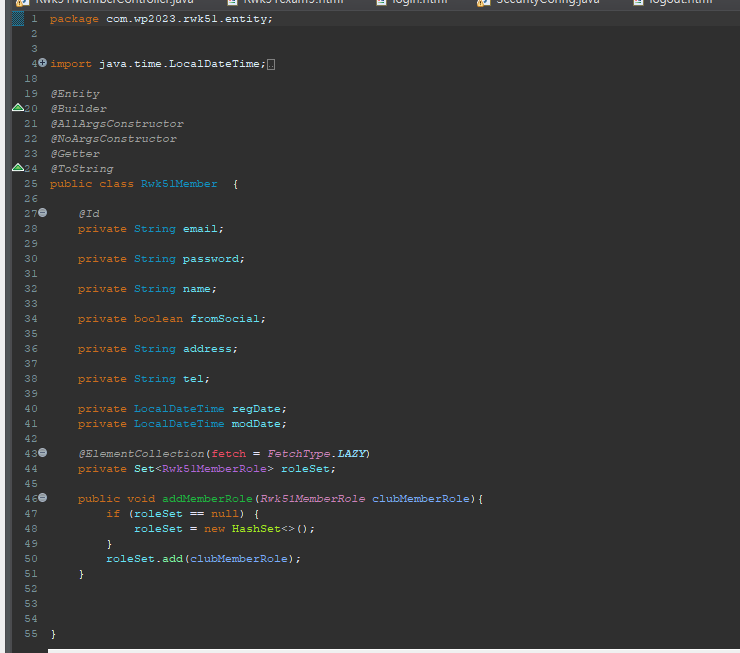 Rwk51MemberController.java Rwk51exam5.html login.html SecurityConfig.java logout.html
1 package com.wp2023.rwk51.entity;
2
3
4 import java.time.LocalDateTime;
18
19 @Entity
20 @Builder
21 @AllArgsConstructor
22 @NoArgsConstructor
23 @Getter
24 @ToString
25 public class Rwk51Member {
26
27 @Id
28 private String email;
29
30 private String password;
31
32 private String name;
33
34 private boolean fromSocial;
35
36 private String address;
37
38 private String tel;
39
40 private LocalDateTime regDate;
41 private LocalDateTime modDate;
42
43 @ElementCollection(fetch = FetchType.LAZY)
44 private Set<Rwk51MemberRole> roleSet;
45
46 public void addMemberRole(Rwk51MemberRole clubMemberRole){
47 if (roleSet == null) {
48 roleSet = new HashSet<>();
49 }
50 roleSet.add(clubMemberRole);
51 }
52
53
54
55 }